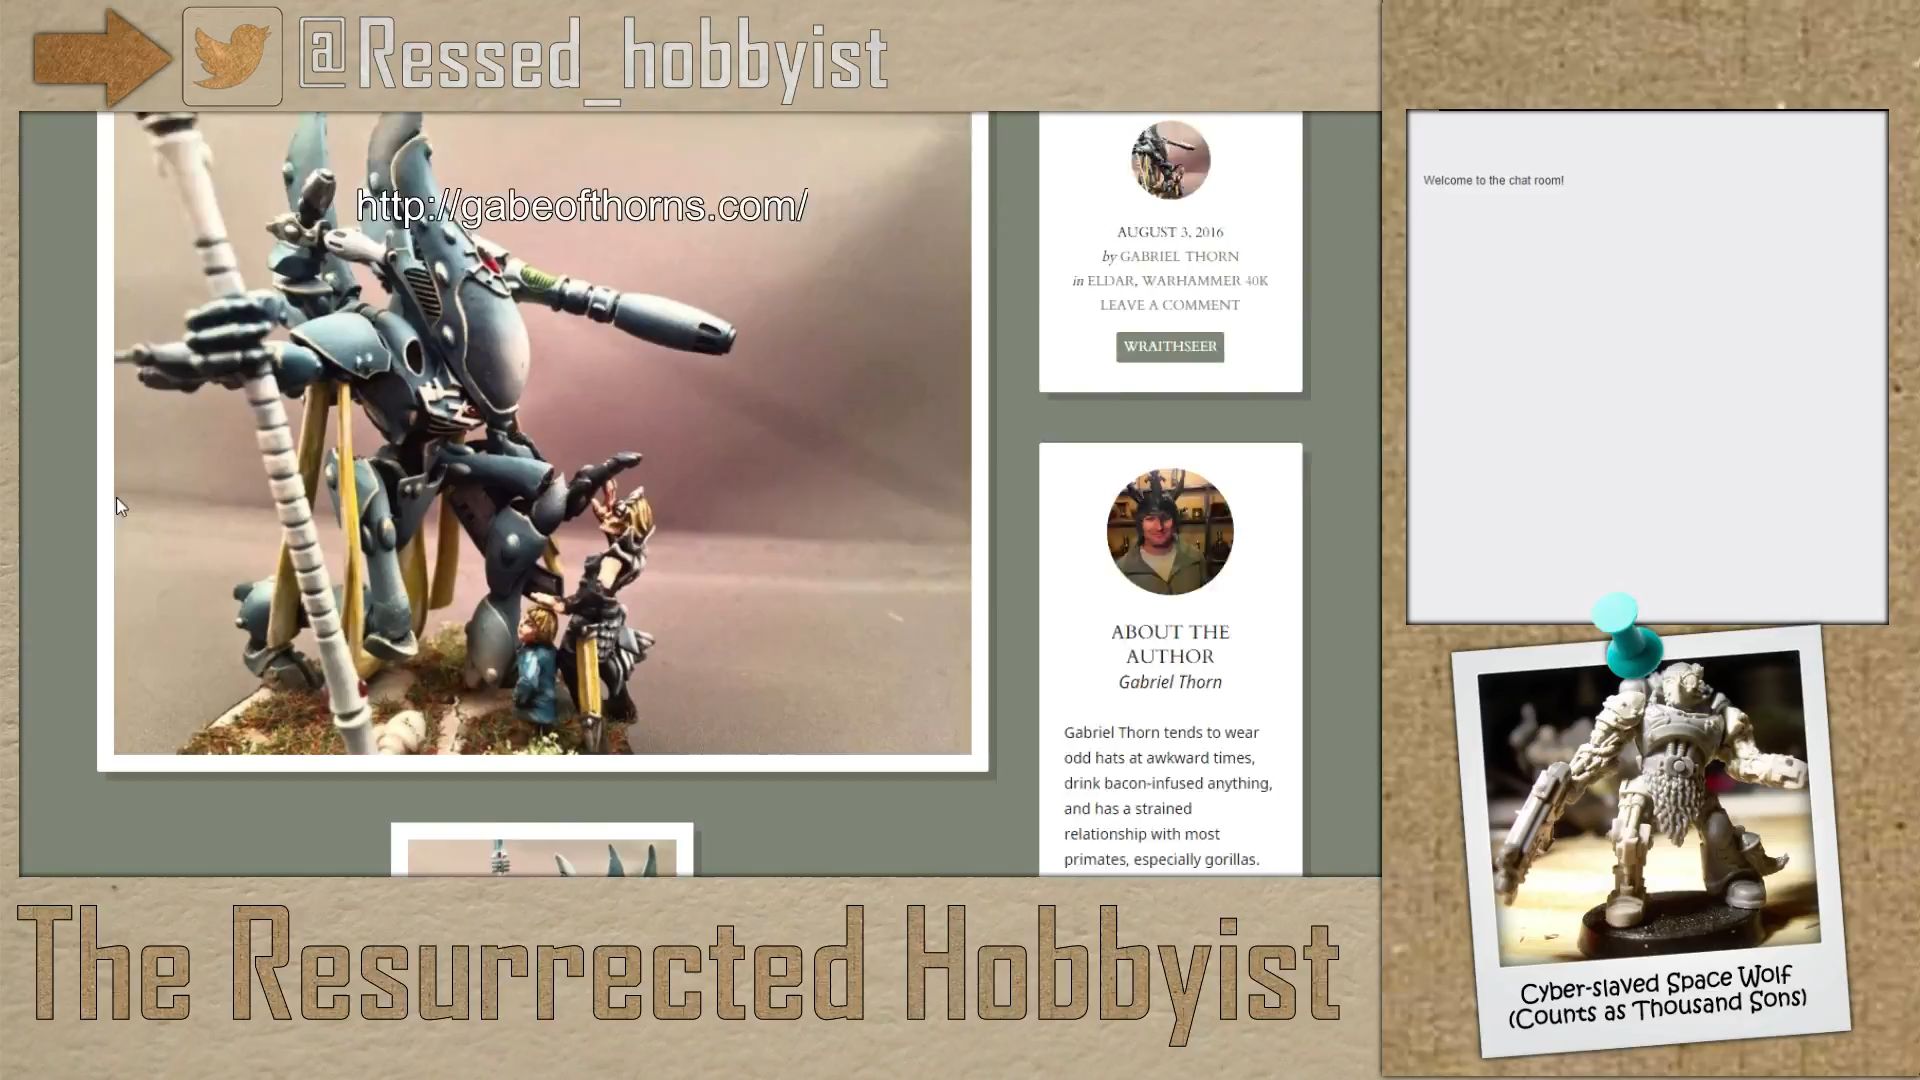 @Ressed_hobbyist
http://gabeofthorns.com/
AUGUST 3, 2016
by GABRIEL THORN
in ELDAR, WARHAMMER 40K
LEAVE A COMMENT
WRAITHSEER
ABOUT THE
AUTHOR
Gabriel Thorn
Gabriel Thorn tends to wear
odd hats at awkward times,
drink bacon-infused anything,
and has a strained
relationship with most
primates, especially gorillas.
Welcome to the chat room!
Cyber-slaved Space Wolf
(Counts as Thousand Sons)
The Resurrected Hobbyist